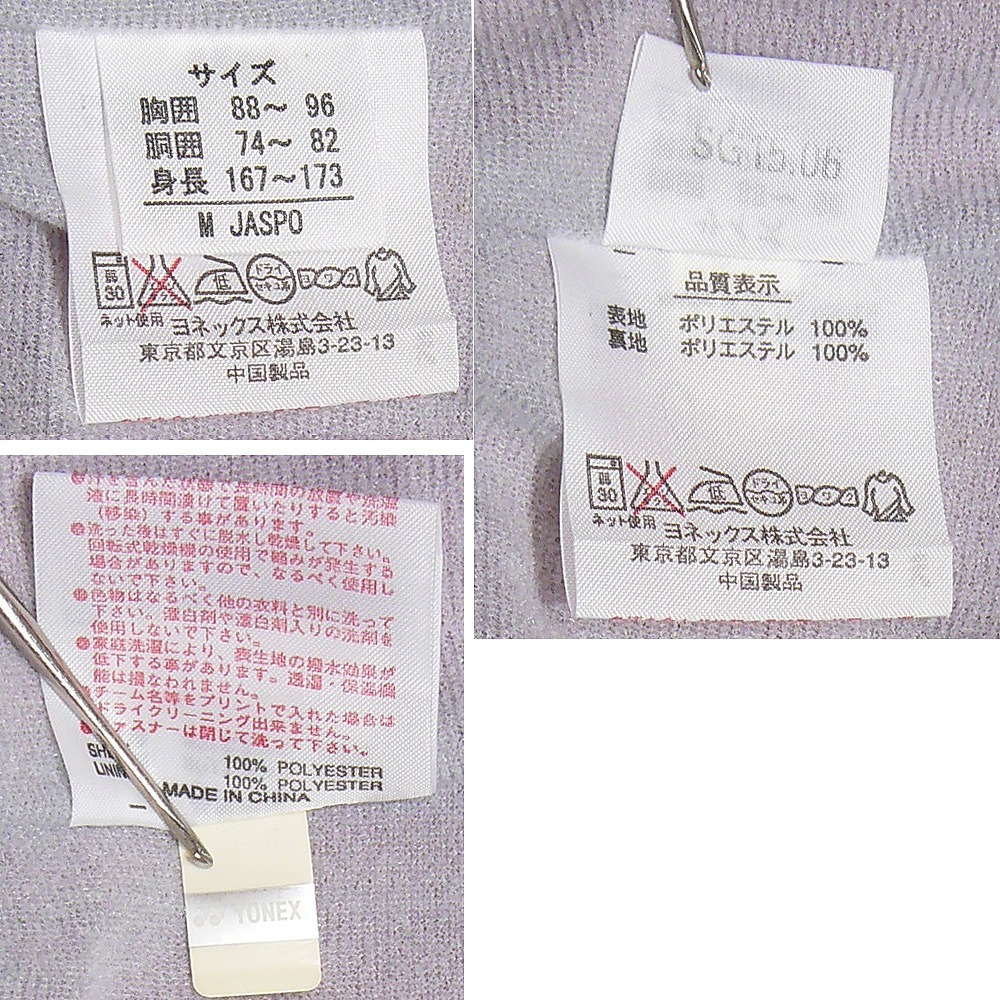 サイズ
胸囲 88～ 96
胴囲 74～ 82
身長 167～173
M JASPO
弱
30
低
ドライ
セキユ系
ネット使用
ヨネックス株式会社
東京都文京区湯島3-23-13
中国製品
品質表示
表地 ポリエステル 100%
裏地 ポリエステル 100%
弱
30
低
ドライ
セキユ系
ネット使用
ヨネックス株式会社
東京都文京区湯島3-23-13
中国製品
液に長時間漬けて置いたりすると汚染
(移染)する事があります。
●洗った後はすぐに脱水し乾燥して下さい。
回転式乾燥機の使用で縮みが発生する
場合がありますので、なるべく使用し
ないで下さい。
●色物はなるべく他の衣料と別に洗って
下さい。漂白剤や漂白剤入りの洗剤を
使用しないで下さい。
●家庭洗濯により、表生地の撥水効果が
低下する事があります。透湿・保温機
能は損なわれません。
チーム名等をプリントで入れた場合は
ドライクリーニング出来ません。
は閉じて洗って下さい。
100% POLYESTER
100% POLYESTER
MADE IN CHINA
YONEX